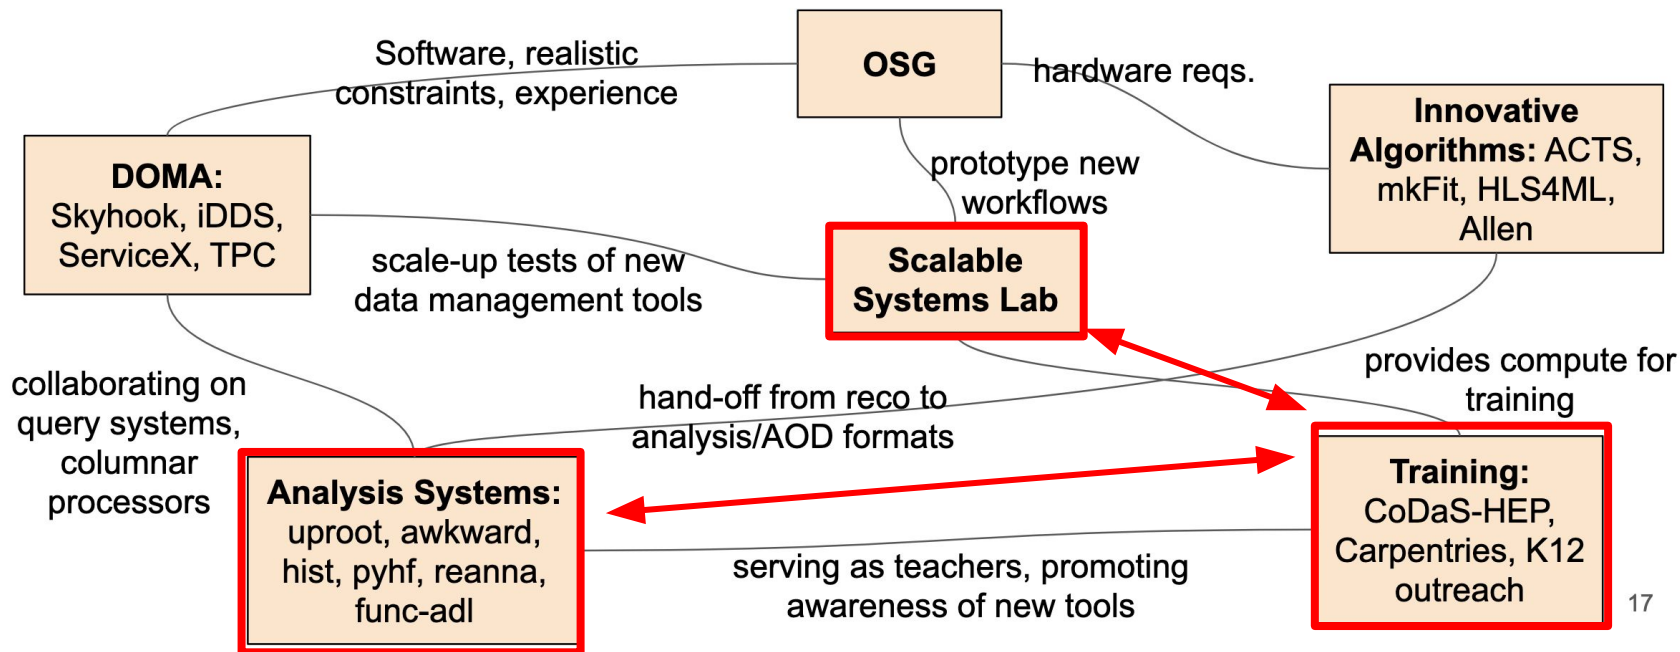 Software, realistic
constraints, experience
OSG
hardware reqs.
Innovative
Algorithms: ACTS,
mkFit, HLS4ML,
Allen
DOMA:
Skyhook, iDDS,
ServiceX, TPC
prototype new
workflows
scale-up tests of new
data management tools
Scalable
Systems Lab
collaborating on
query systems,
columnar
processors
hand-off from reco to
analysis/AOD formats
provides compute for
training
Analysis Systems:
uproot, awkward,
hist, pyhf, reanna,
func-adl
serving as teachers, promoting
awareness of new tools
Training:
CoDaS-HEP,
Carpentries, K12
outreach
17